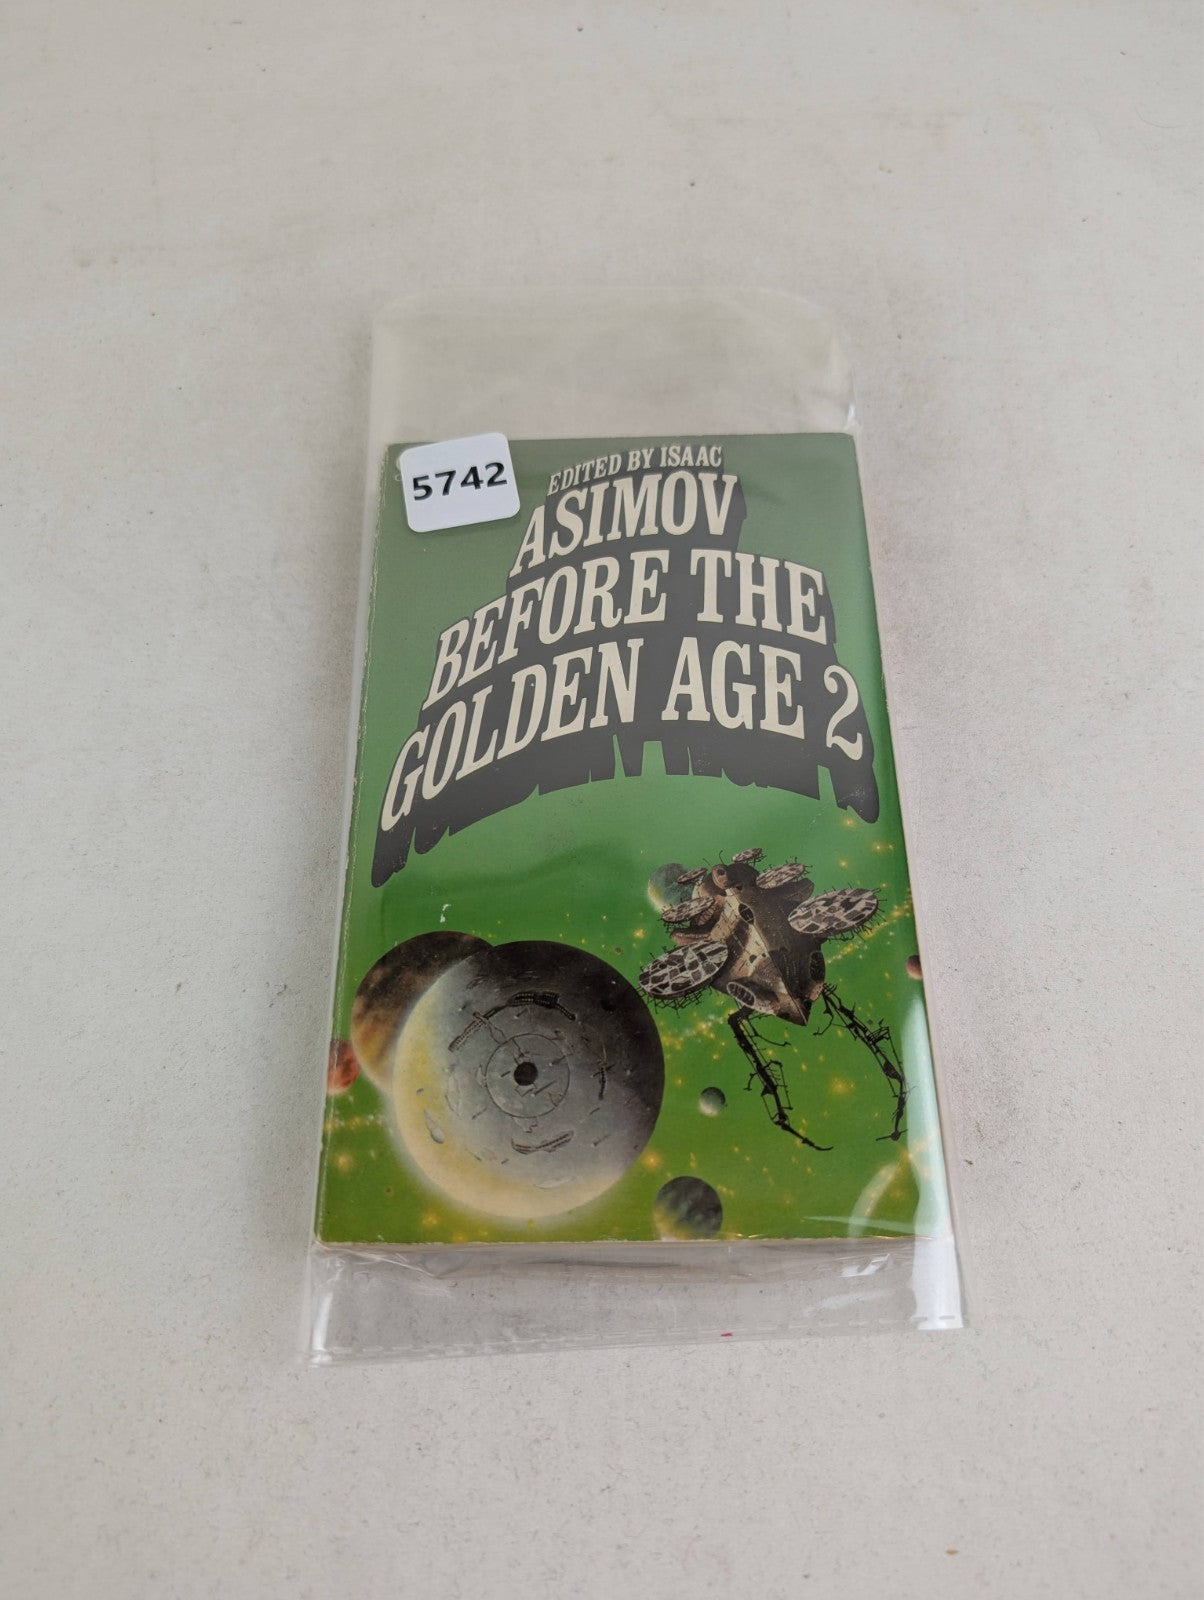 5742
EDITED BY ISAAC
ASIMOV
BEFORE THE
GOLDEN AGE 2